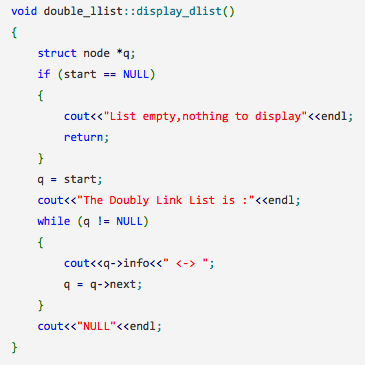 void double_llist::display_dlist()
{
    struct node *q;
    if (start == NULL)
    {
        cout<<"List empty,nothing to display"<<endl;
        return;
    }
    q = start;
    cout<<"The Doubly Link List is :"<<endl;
    while (q != NULL)
    {
        cout<<q->info<<" <-> ";
        q = q->next;
    }
    cout<<"NULL"<<endl;
}